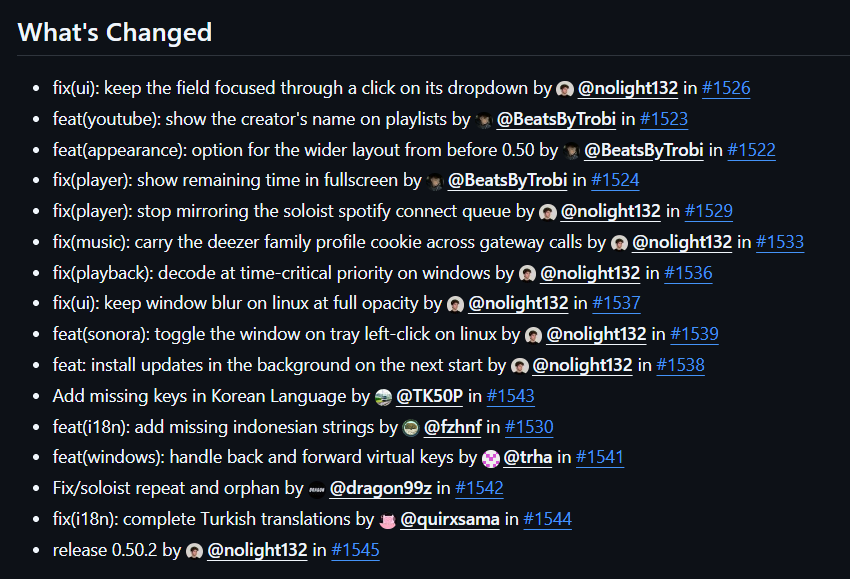 What's Changed
fix(ui): keep the field focused through a click on its dropdown by @nolight132 in #1526
feat(youtube): show the creator's name on playlists by @BeatsByTrobi in #1523
feat(appearance): option for the wider layout from before 0.50 by @BeatsByTrobi in #1522
fix(player): show remaining time in fullscreen by @BeatsByTrobi in #1524
fix(player): stop mirroring the soloist spotify connect queue by @nolight132 in #1529
fix(music): carry the deezer family profile cookie across gateway calls by @nolight132 in #1533
fix(playback): decode at time-critical priority on windows by @nolight132 in #1536
fix(ui): keep window blur on linux at full opacity by @nolight132 in #1537
feat(sonora): toggle the window on tray left-click on linux by @nolight132 in #1539
feat: install updates in the background on the next start by @nolight132 in #1538
Add missing keys in Korean Language by @TK50P in #1543
feat(i18n): add missing indonesian strings by @fzhnf in #1530
feat(windows): handle back and forward virtual keys by @trha in #1541
Fix/soloist repeat and orphan by @dragon99z in #1542
fix(i18n): complete Turkish translations by @quirxsama in #1544
release 0.50.2 by @nolight132 in #1545